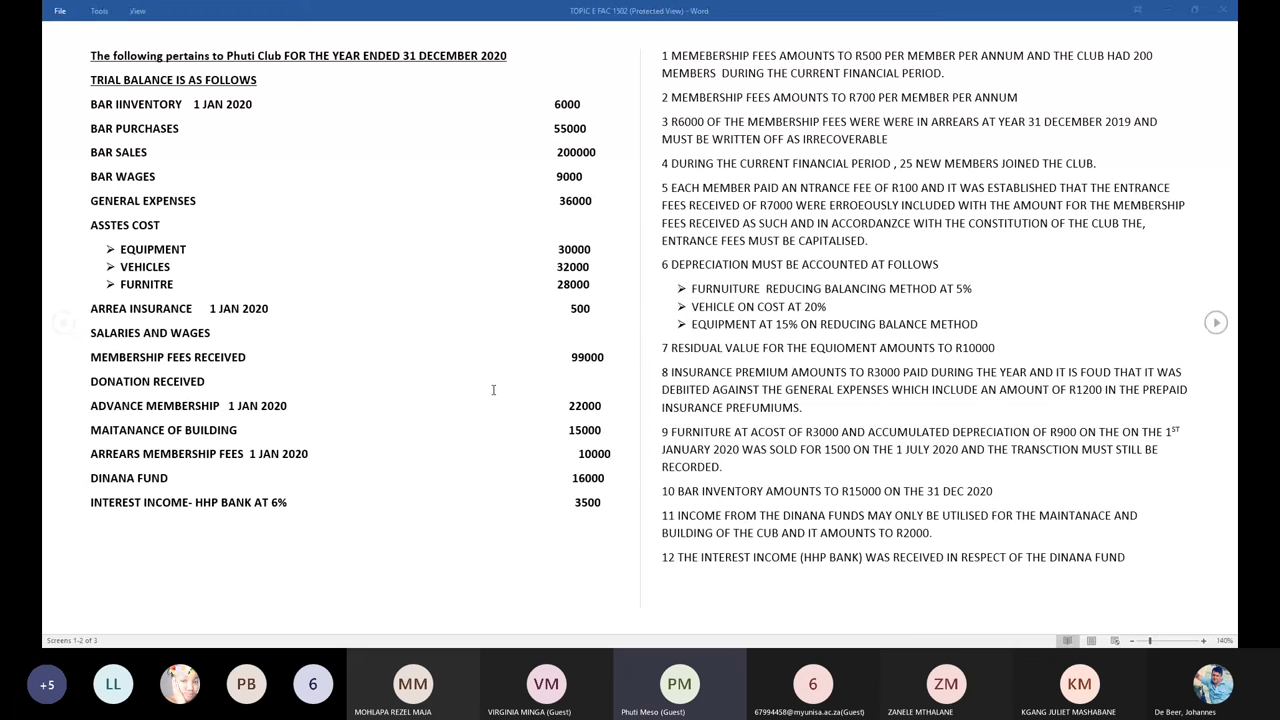 File
Tools
View
TOPIC E FAC 1502 (Protected View) - Word
The following pertains to Phuti Club FOR THE YEAR ENDED 31 DECEMBER 2020
TRIAL BALANCE IS AS FOLLOWS
BAR IINVENTORY 1 JAN 2020 6000
BAR PURCHASES 55000
BAR SALES 200000
BAR WAGES 9000
GENERAL EXPENSES 36000
ASSTES COST
➢ EQUIPMENT 30000
➢ VEHICLES 32000
➢ FURNITRE 28000
ARREA INSURANCE 1 JAN 2020 500
SALARIES AND WAGES
MEMBERSHIP FEES RECEIVED 99000
DONATION RECEIVED
ADVANCE MEMBERSHIP 1 JAN 2020 22000
MAITANANCE OF BUILDING 15000
ARREARS MEMBERSHIP FEES 1 JAN 2020 10000
DINANA FUND 16000
INTEREST INCOME- HHP BANK AT 6% 3500
1 MEMEBERSHIP FEES AMOUNTS TO R500 PER MEMBER PER ANNUM AND THE CLUB HAD 200
MEMBERS DURING THE CURRENT FINANCIAL PERIOD.
2 MEMBERSHIP FEES AMOUNTS TO R700 PER MEMBER PER ANNUM
3 R6000 OF THE MEMBERSHIP FEES WERE WERE IN ARREARS AT YEAR 31 DECEMBER 2019 AND
MUST BE WRITTEN OFF AS IRRECOVERABLE
4 DURING THE CURRENT FINANCIAL PERIOD , 25 NEW MEMBERS JOINED THE CLUB.
5 EACH MEMBER PAID AN NTRANCE FEE OF R100 AND IT WAS ESTABLISHED THAT THE ENTRANCE
FEES RECEIVED OF R7000 WERE ERROEOUSLY INCLUDED WITH THE AMOUNT FOR THE MEMBERSHIP
FEES RECEIVED AS SUCH AND IN ACCORDANZCE WITH THE CONSTITUTION OF THE CLUB THE,
ENTRANCE FEES MUST BE CAPITALISED.
6 DEPRECIATION MUST BE ACCOUNTED AT FOLLOWS
➢ FURNUITURE REDUCING BALANCING METHOD AT 5%
➢ VEHICLE ON COST AT 20%
➢ EQUIPMENT AT 15% ON REDUCING BALANCE METHOD
7 RESIDUAL VALUE FOR THE EQUIOMENT AMOUNTS TO R10000
8 INSURANCE PREMIUM AMOUNTS TO R3000 PAID DURING THE YEAR AND IT IS FOUD THAT IT WAS
DEBIITED AGAINST THE GENERAL EXPENSES WHICH INCLUDE AN AMOUNT OF R1200 IN THE PREPAID
INSURANCE PREFUMIUMS.
9 FURNITURE AT ACOST OF R3000 AND ACCUMULATED DEPRECIATION OF R900 ON THE ON THE 1ST
JANUARY 2020 WAS SOLD FOR 1500 ON THE 1 JULY 2020 AND THE TRANSCTION MUST STILL BE
RECORDED.
10 BAR INVENTORY AMOUNTS TO R15000 ON THE 31 DEC 2020
11 INCOME FROM THE DINANA FUNDS MAY ONLY BE UTILISED FOR THE MAINTANACE AND
BUILDING OF THE CUB AND IT AMOUNTS TO R2000.
12 THE INTEREST INCOME (HHP BANK) WAS RECEIVED IN RESPECT OF THE DINANA FUND
Screens 1-2 of 3
140%
+5
LL
PB
6
MM
MOHLAPA REZEL MAJA
VM
VIRGINIA MINGA (Guest)
PM
Phuti Meso (Guest)
6
67994458@myunisa.ac.za(Guest)
ZM
ZANELE MTHALANE
KM
KGANG JULIET MASHABANE
De Beer, Johannes